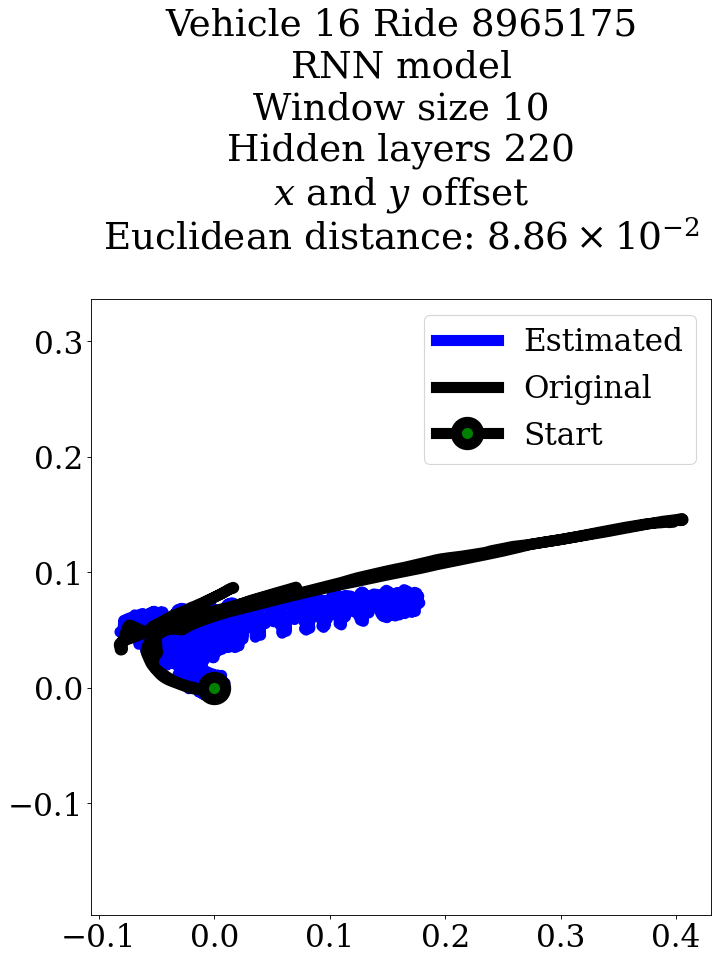 Vehicle 16 Ride 8965175
RNN model
Window size 10
Hidden layers 220
x and y offset
Euclidean distance: 8.86 × 10⁻²
Estimated
Original
Start
0.3
0.2
0.1
0.0
−0.1
−0.1 0.0 0.1 0.2 0.3 0.4